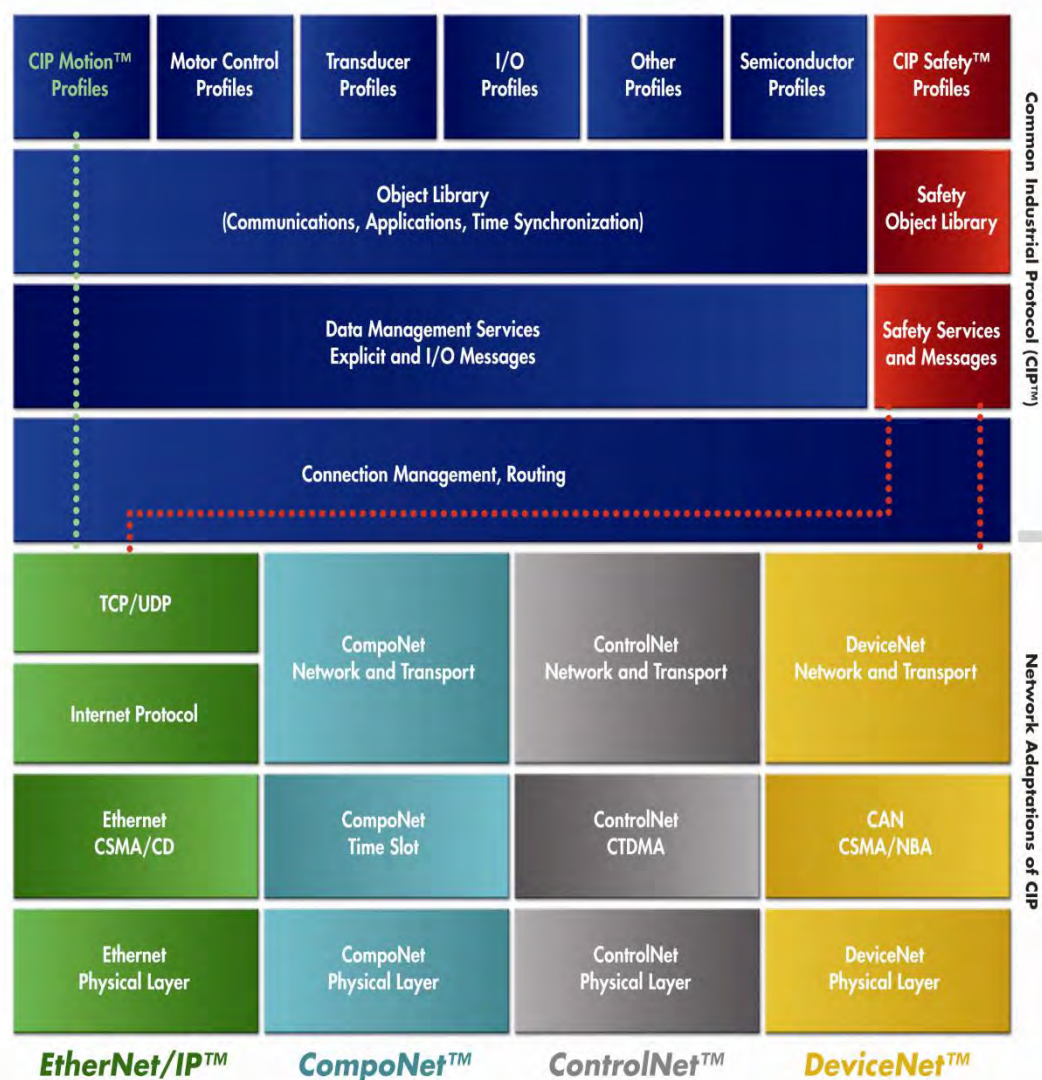 CIP Motion™
Profiles
Motor Control
Profiles
Transducer
Profiles
I/O
Profiles
Other
Profiles
Semiconductor
Profiles
CIP Safety™
Profiles
Object Library
(Communications, Applications, Time Synchronization)
Safety
Object Library
Data Management Services
Explicit and I/O Messages
Safety Services
and Messages
Connection Management, Routing
Common Industrial Protocol (CIP™)
TCP/UDP
Internet Protocol
CompoNet
Network and Transport
ControlNet
Network and Transport
DeviceNet
Network and Transport
Ethernet
CSMA/CD
CompoNet
Time Slot
ControlNet
CTDMA
CAN
CSMA/NBA
Ethernet
Physical Layer
CompoNet
Physical Layer
ControlNet
Physical Layer
DeviceNet
Physical Layer
Network Adaptations of CIP
EtherNet/IP™
CompoNet™
ControlNet™
DeviceNet™